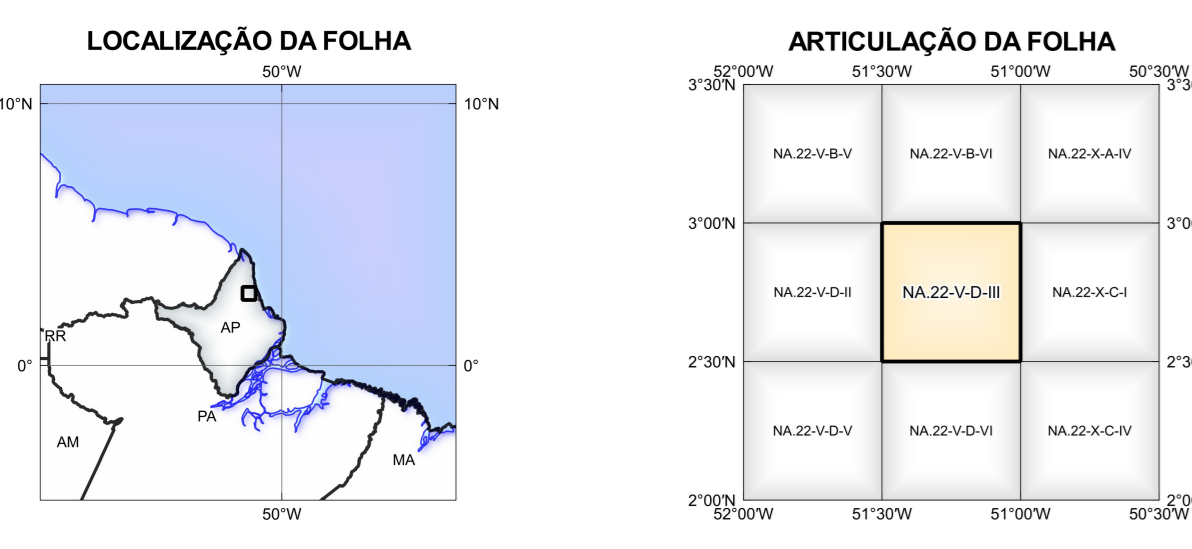 LOCALIZAÇÃO DA FOLHA
50°W
10°N
10°N
RR
AP
0°
0°
PA
AM
MA
50°W
ARTICULAÇÃO DA FOLHA
52°00'W 51°30'W 51°00'W 50°30'W
3°30'N
NA.22-V-B-V NA.22-V-B-VI NA.22-X-A-IV
3°00'N
NA.22-V-D-II NA.22-V-D-III NA.22-X-C-I
2°30'N
NA.22-V-D-V NA.22-V-D-VI NA.22-X-C-IV
2°00'N
52°00'W 51°30'W 51°00'W 50°30'W